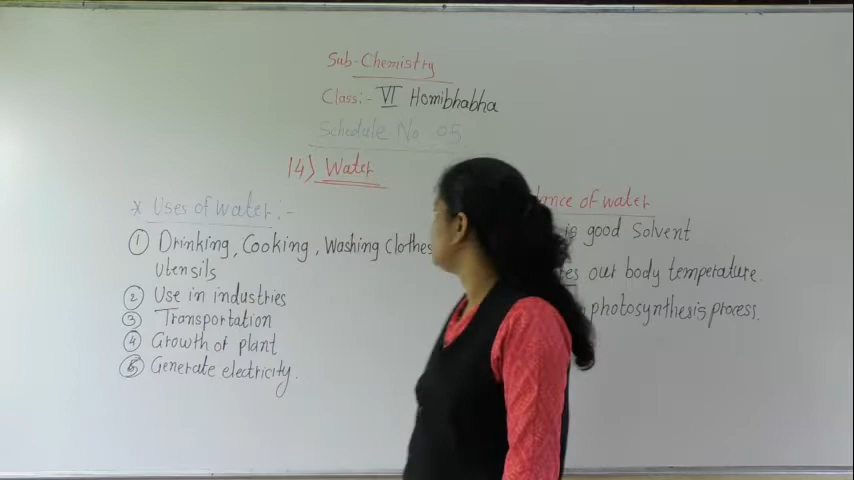 Sub-Chemistry
Class:- VI Homibhabha
Schedule No 05
14) Water
* Uses of water :-
① Drinking, Cooking, Washing Clothes
Utensils
② Use in industries
③ Transportation
④ Growth of plant
⑤ Generate electricity.
of water
is good Solvent
our body temperature.
photosynthesis process.